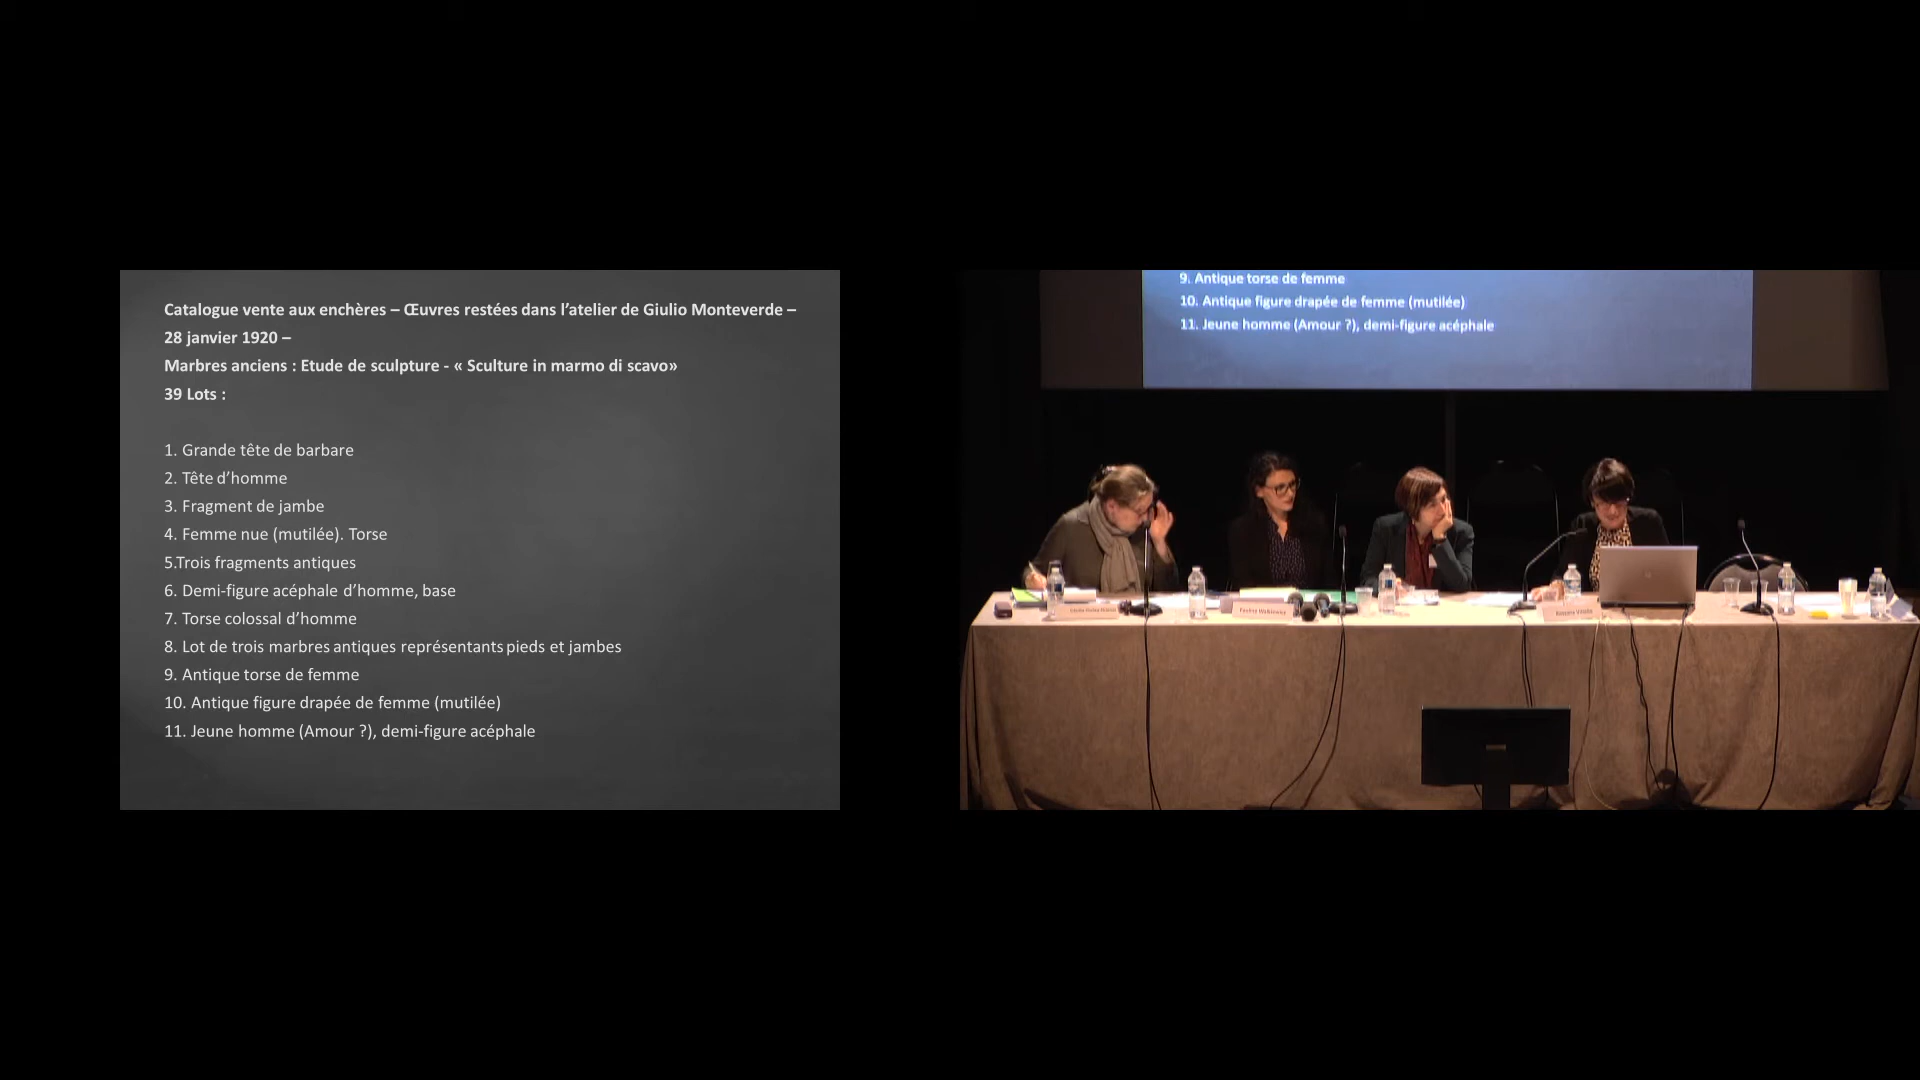 Catalogue vente aux enchères – Œuvres restées dans l’atelier de Giulio Monteverde –
28 janvier 1920 –
Marbres anciens : Etude de sculpture - « Sculture in marmo di scavo»
39 Lots :
1. Grande tête de barbare
2. Tête d’homme
3. Fragment de jambe
4. Femme nue (mutilée). Torse
5.Trois fragments antiques
6. Demi-figure acéphale d’homme, base
7. Torse colossal d’homme
8. Lot de trois marbres antiques représentants pieds et jambes
9. Antique torse de femme
10. Antique figure drapée de femme (mutilée)
11. Jeune homme (Amour ?), demi-figure acéphale
9. Antique torse de femme
10. Antique figure drapée de femme (mutilée)
11. Jeune homme (Amour ?), demi-figure acéphale